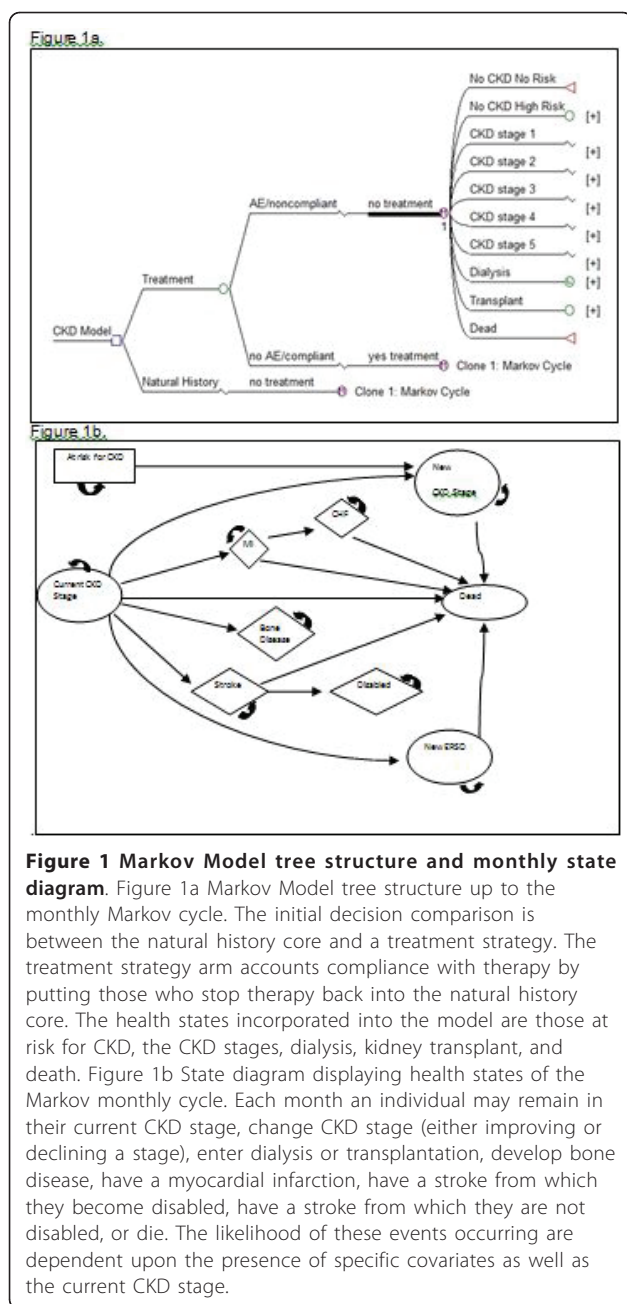 Figure 1a.
No CKD No Risk
No CKD High Risk
[+]
CKD stage 1
[+]
CKD stage 2
[+]
CKD stage 3
[+]
CKD stage 4
[+]
CKD stage 5
[+]
Dialysis
[+]
Transplant
[+]
Dead
AE/noncompliant
no treatment
1
Treatment
CKD Model
no AE/compliant
yes treatment
Clone 1: Markov Cycle
Natural History
no treatment
Clone 1: Markov Cycle
Figure 1b.
At risk for CKD
New
CKD Stage
CHF
MI
Current CKD
Stage
Dead
Bone
Disease
Stroke
Disabled
New ERSD
Figure 1 Markov Model tree structure and monthly state
diagram. Figure 1a Markov Model tree structure up to the
monthly Markov cycle. The initial decision comparison is
between the natural history core and a treatment strategy. The
treatment strategy arm accounts compliance with therapy by
putting those who stop therapy back into the natural history
core. The health states incorporated into the model are those at
risk for CKD, the CKD stages, dialysis, kidney transplant, and
death. Figure 1b State diagram displaying health states of the
Markov monthly cycle. Each month an individual may remain in
their current CKD stage, change CKD stage (either improving or
declining a stage), enter dialysis or transplantation, develop bone
disease, have a myocardial infarction, have a stroke from which
they become disabled, have a stroke from which they are not
disabled, or die. The likelihood of these events occurring are
dependent upon the presence of specific covariates as well as
the current CKD stage.